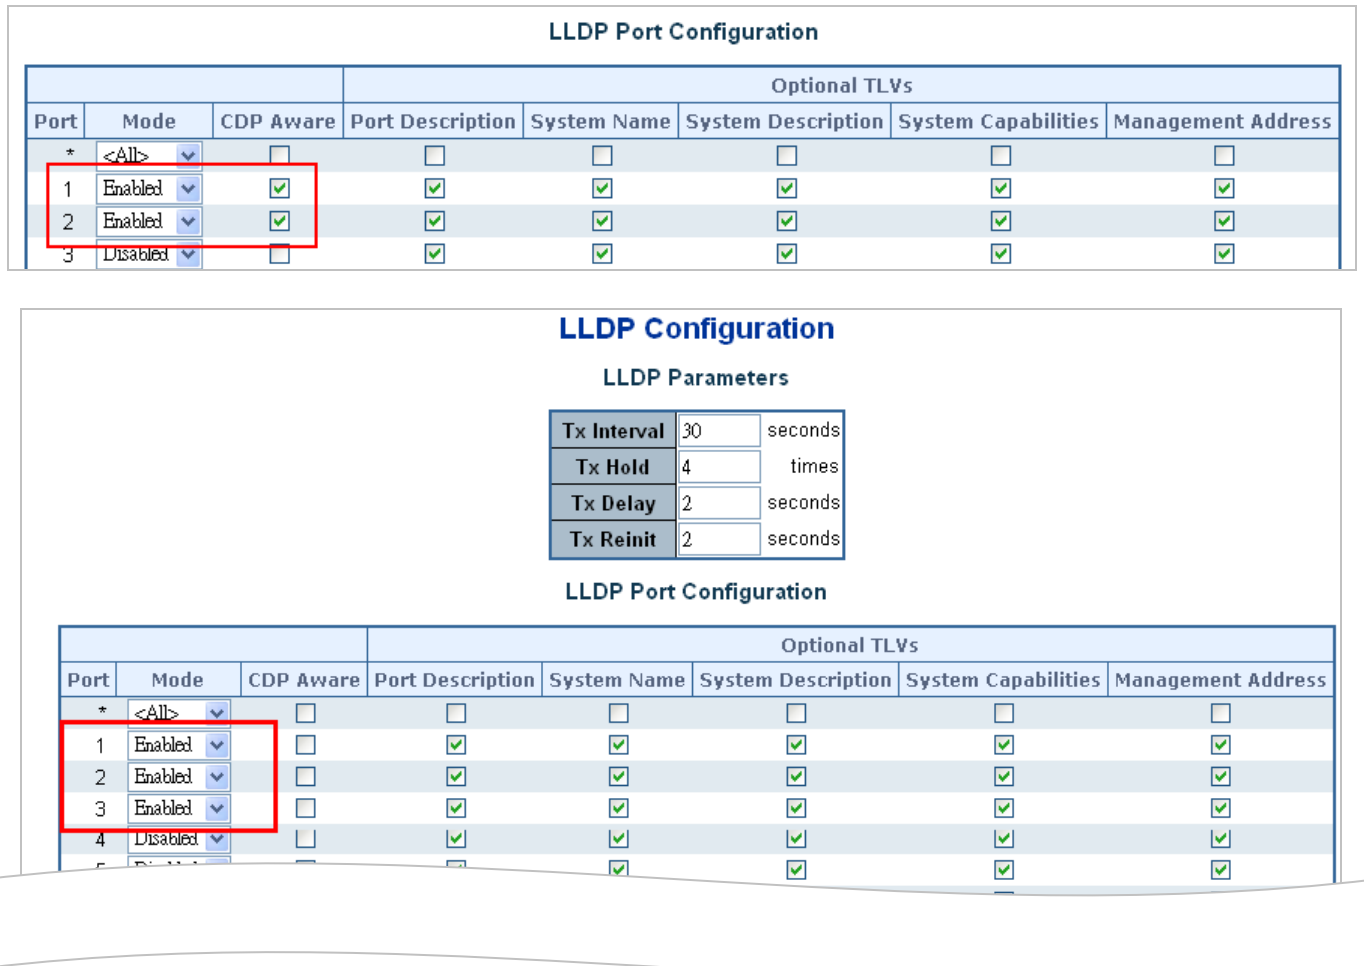 LLDP Port Configuration
Optional TLVs
Port Mode CDP Aware Port Description System Name System Description System Capabilities Management Address
* <All>
1 Enabled
2 Enabled
3 Disabled
LLDP Configuration
LLDP Parameters
Tx Interval 30 seconds
Tx Hold 4 times
Tx Delay 2 seconds
Tx Reinit 2 seconds
LLDP Port Configuration
Optional TLVs
Port Mode CDP Aware Port Description System Name System Description System Capabilities Management Address
* <All>
1 Enabled
2 Enabled
3 Enabled
4 Disabled